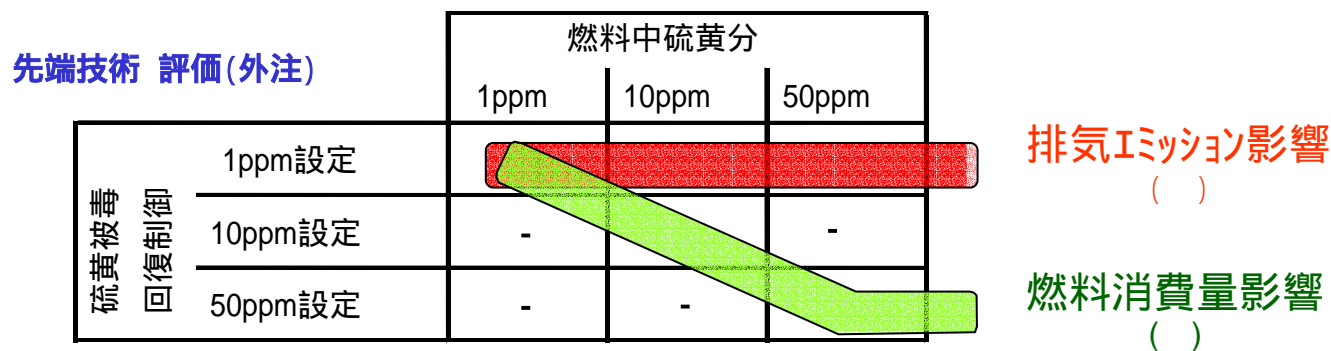 先端技術 評価(外注)
燃料中硫黄分
1ppm 10ppm 50ppm
硫黄被毒
回復制御
1ppm設定
10ppm設定 - -
50ppm設定 - -
排気エミッション影響
( )
燃料消費量影響
( )